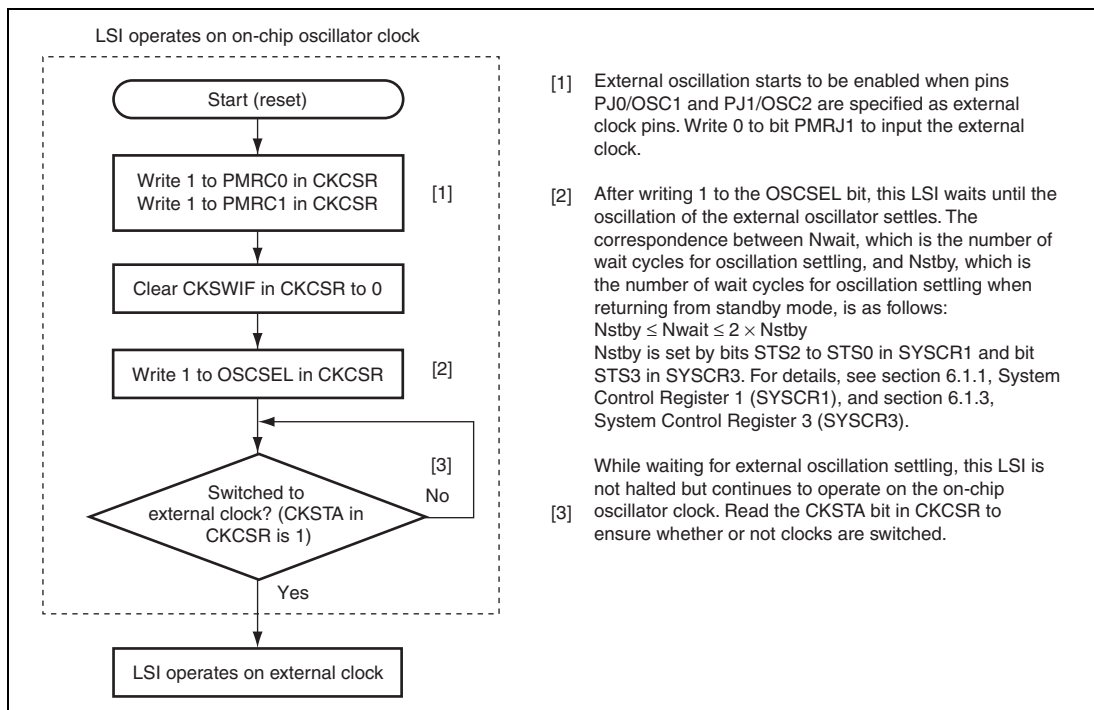 LSI operates on on-chip oscillator clock
Start (reset)
Write 1 to PMRC0 in CKCSR
Write 1 to PMRC1 in CKCSR
[1]
Clear CKSWIF in CKCSR to 0
Write 1 to OSCSEL in CKCSR
[2]
[3]
No
Switched to
external clock? (CKSTA in
CKCSR is 1)
Yes
LSI operates on external clock
[1] External oscillation starts to be enabled when pins
PJ0/OSC1 and PJ1/OSC2 are specified as external
clock pins. Write 0 to bit PMRJ1 to input the external
clock.
[2] After writing 1 to the OSCSEL bit, this LSI waits until the
oscillation of the external oscillator settles. The
correspondence between Nwait, which is the number of
wait cycles for oscillation settling, and Nstby, which is
the number of wait cycles for oscillation settling when
returning from standby mode, is as follows:
Nstby ≤ Nwait ≤ 2 × Nstby
Nstby is set by bits STS2 to STS0 in SYSCR1 and bit
STS3 in SYSCR3. For details, see section 6.1.1, System
Control Register 1 (SYSCR1), and section 6.1.3,
System Control Register 3 (SYSCR3).
While waiting for external oscillation settling, this LSI is
not halted but continues to operate on the on-chip
[3] oscillator clock. Read the CKSTA bit in CKCSR to
ensure whether or not clocks are switched.